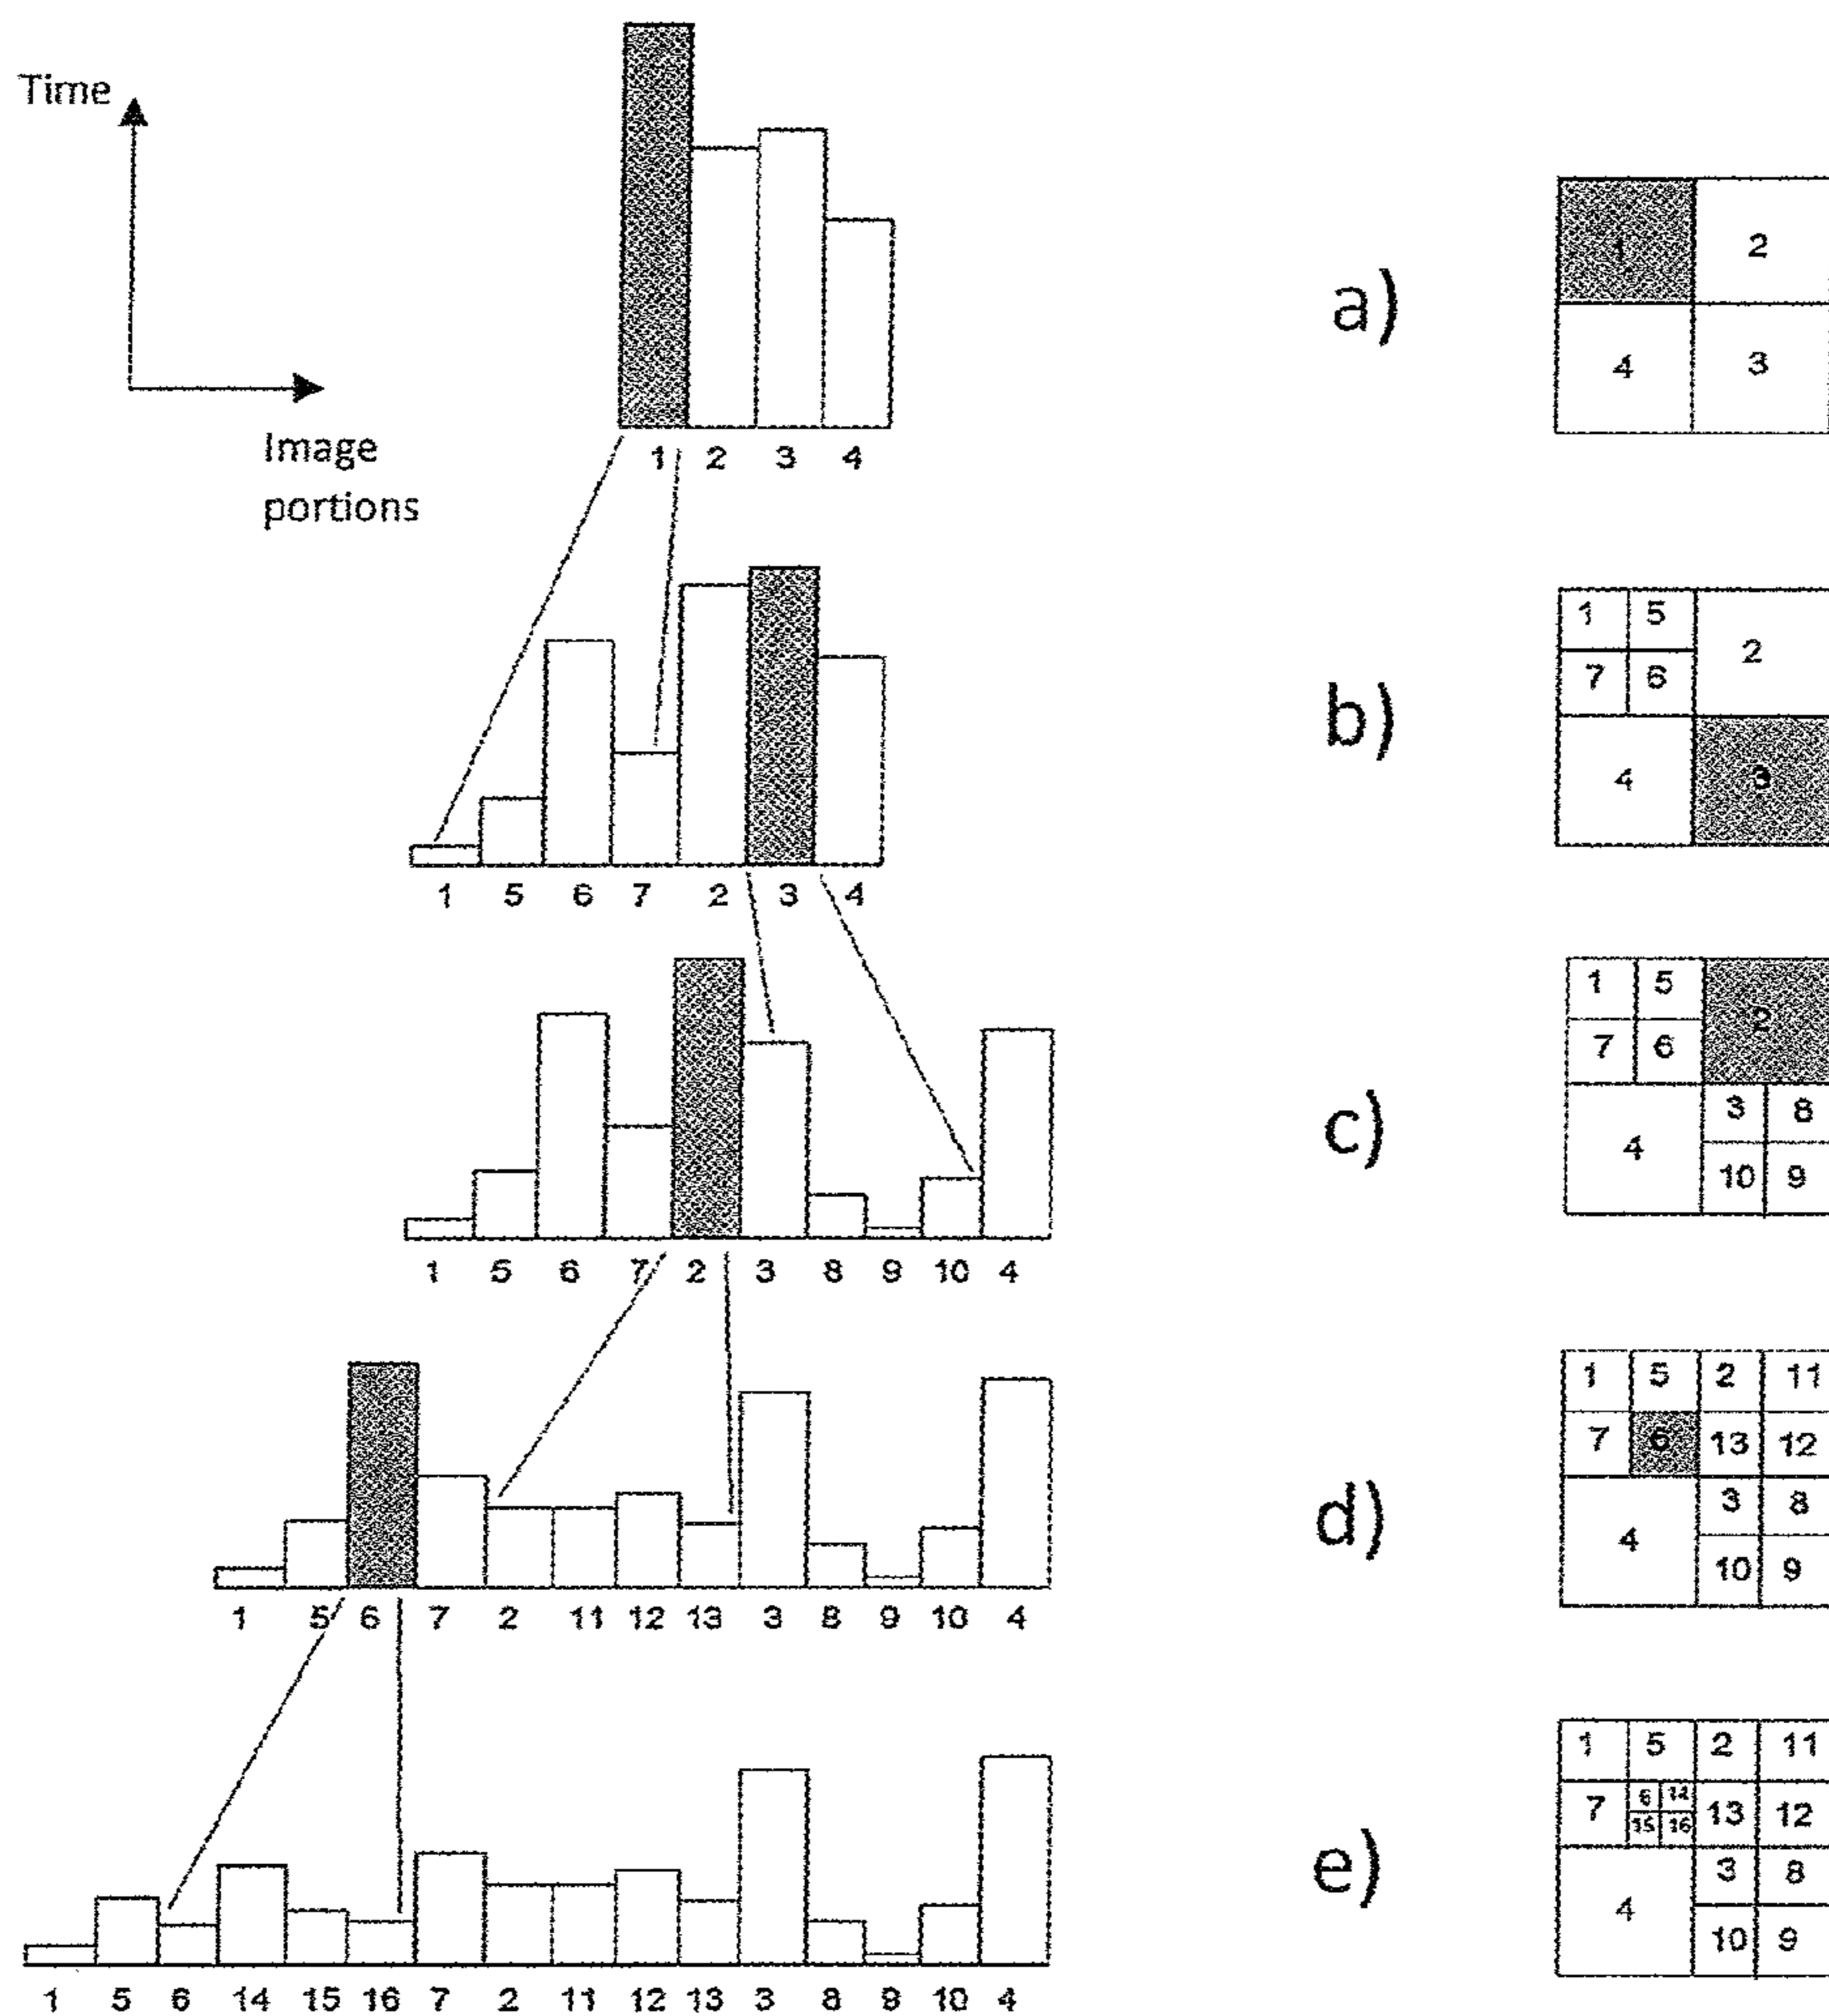 Time
Image
portions
1 2 3 4
a)
1 2
4 3
1 5 6 7 2 3 4
b)
1 5
2
7 6
4 3
1 5 6 7 2 3 8 9 10 4
c)
1 5
2
7 6
3 8
4
10 9
1 5 6 7 2 11 12 13 3 8 9 10 4
d)
1 5 2 11
7 6 13 12
3 8
4
10 9
1 5 6 14 15 16 7 2 11 12 13 3 8 9 10 4
e)
1 5 2 11
6 14
7 13 12
15 16
3 8
4
10 9